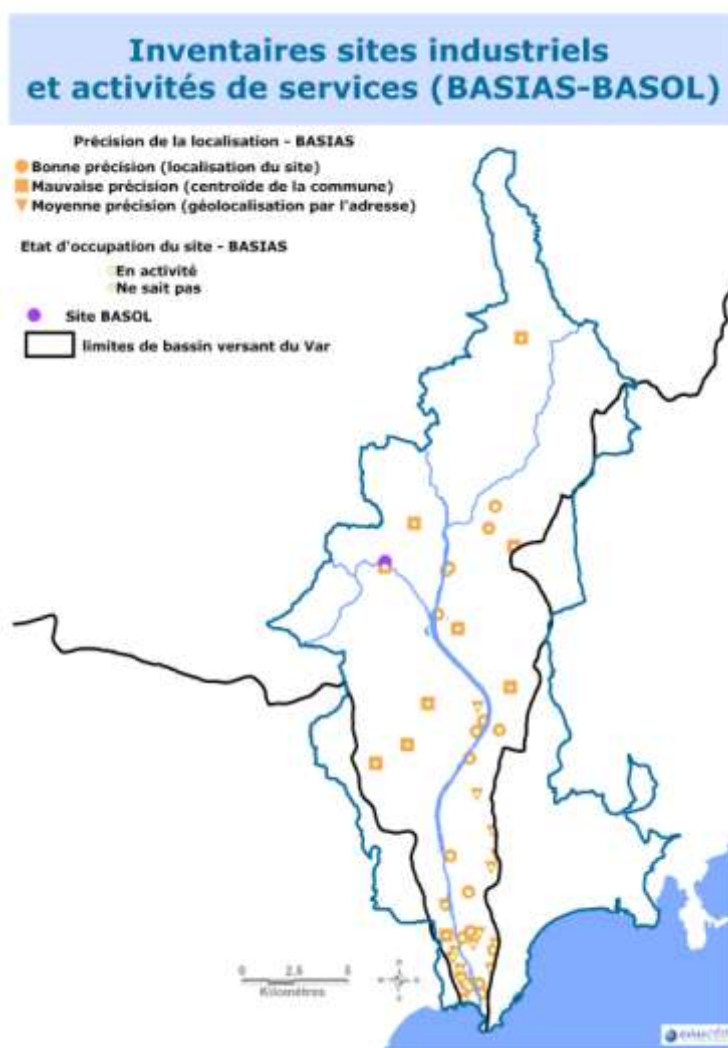 Inventaires sites industriels
et activités de services (BASIAS-BASOL)
Précision de la localisation - BASIAS
Bonne précision (localisation du site)
Mauvaise précision (centroïde de la commune)
Moyenne précision (géolocalisation par l'adresse)
Etat d'occupation du site - BASIAS
En activité
Ne sait pas
Site BASOL
limites de bassin versant du Var
0 2,5 5
Kilomètres